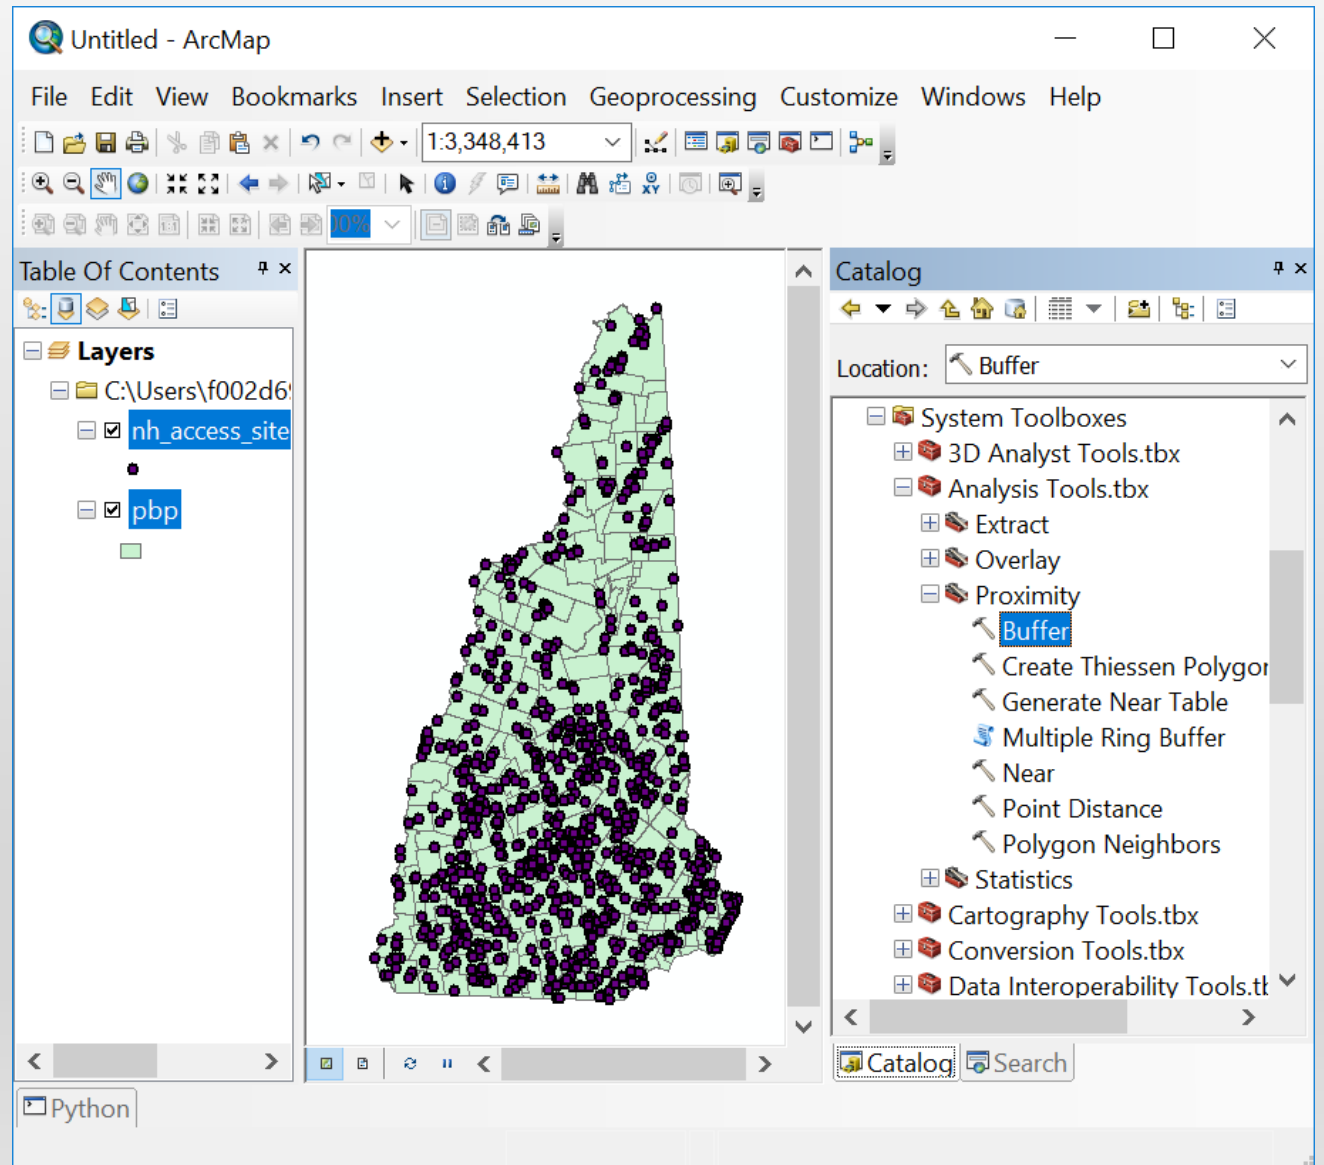 Untitled - ArcMap
File Edit View Bookmarks Insert Selection Geoprocessing Customize Windows Help
1:3,348,413
00%
Table Of Contents
Layers
C:\Users\f002d6
nh_access_site
pbp
Catalog
Location: Buffer
System Toolboxes
3D Analyst Tools.tbx
Analysis Tools.tbx
Extract
Overlay
Proximity
Buffer
Create Thiessen Polygon
Generate Near Table
Multiple Ring Buffer
Near
Point Distance
Polygon Neighbors
Statistics
Cartography Tools.tbx
Conversion Tools.tbx
Data Interoperability Tools.tb
Catalog Search
Python